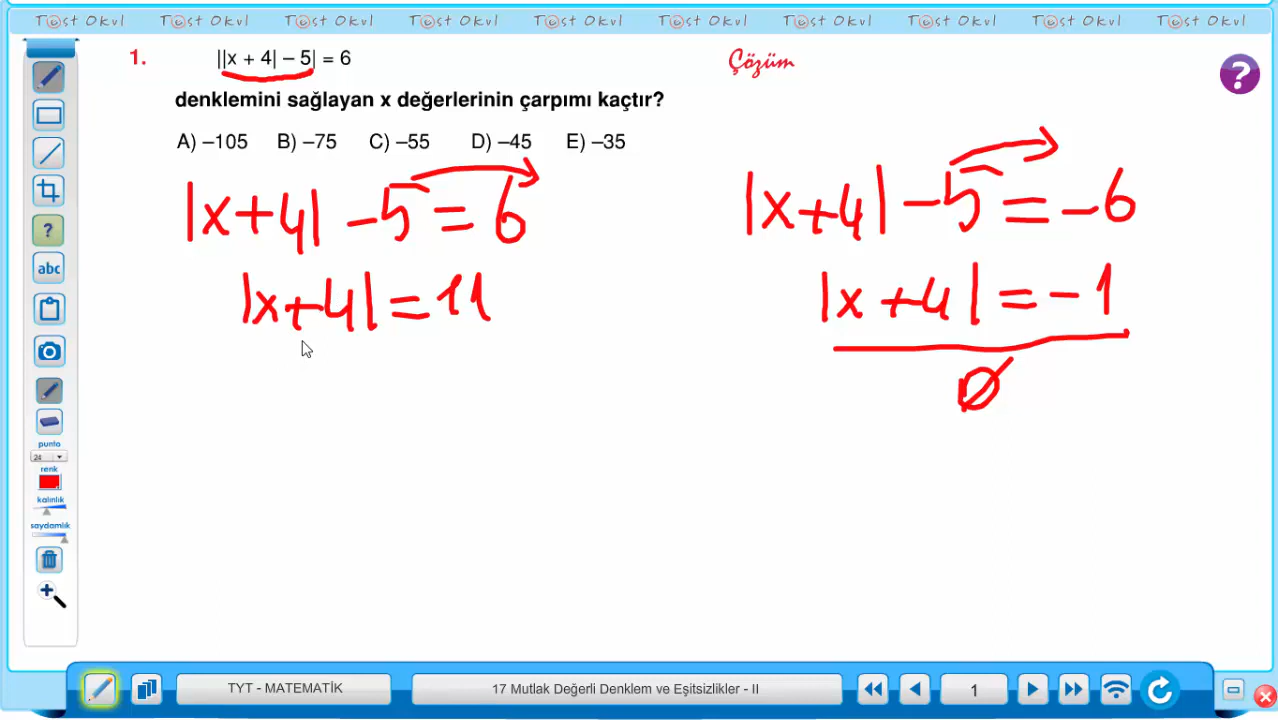 Test Okul Test Okul Test Okul Test Okul Test Okul Test Okul Test Okul Test Okul Test Okul Test Okul
1. ||x + 4| – 5| = 6
Çözüm
?
denklemini sağlayan x değerlerinin çarpımı kaçtır?
A) –105 B) –75 C) –55 D) –45 E) –35
|x+4| -5 = 6
|x+4| -5 = -6
|x+4| = 11
|x+4| = -1
Ø
?
abc
punto
24
renk
kalınlık
saydamlık
TYT - MATEMATİK
17 Mutlak Değerli Denklem ve Eşitsizlikler - II
1